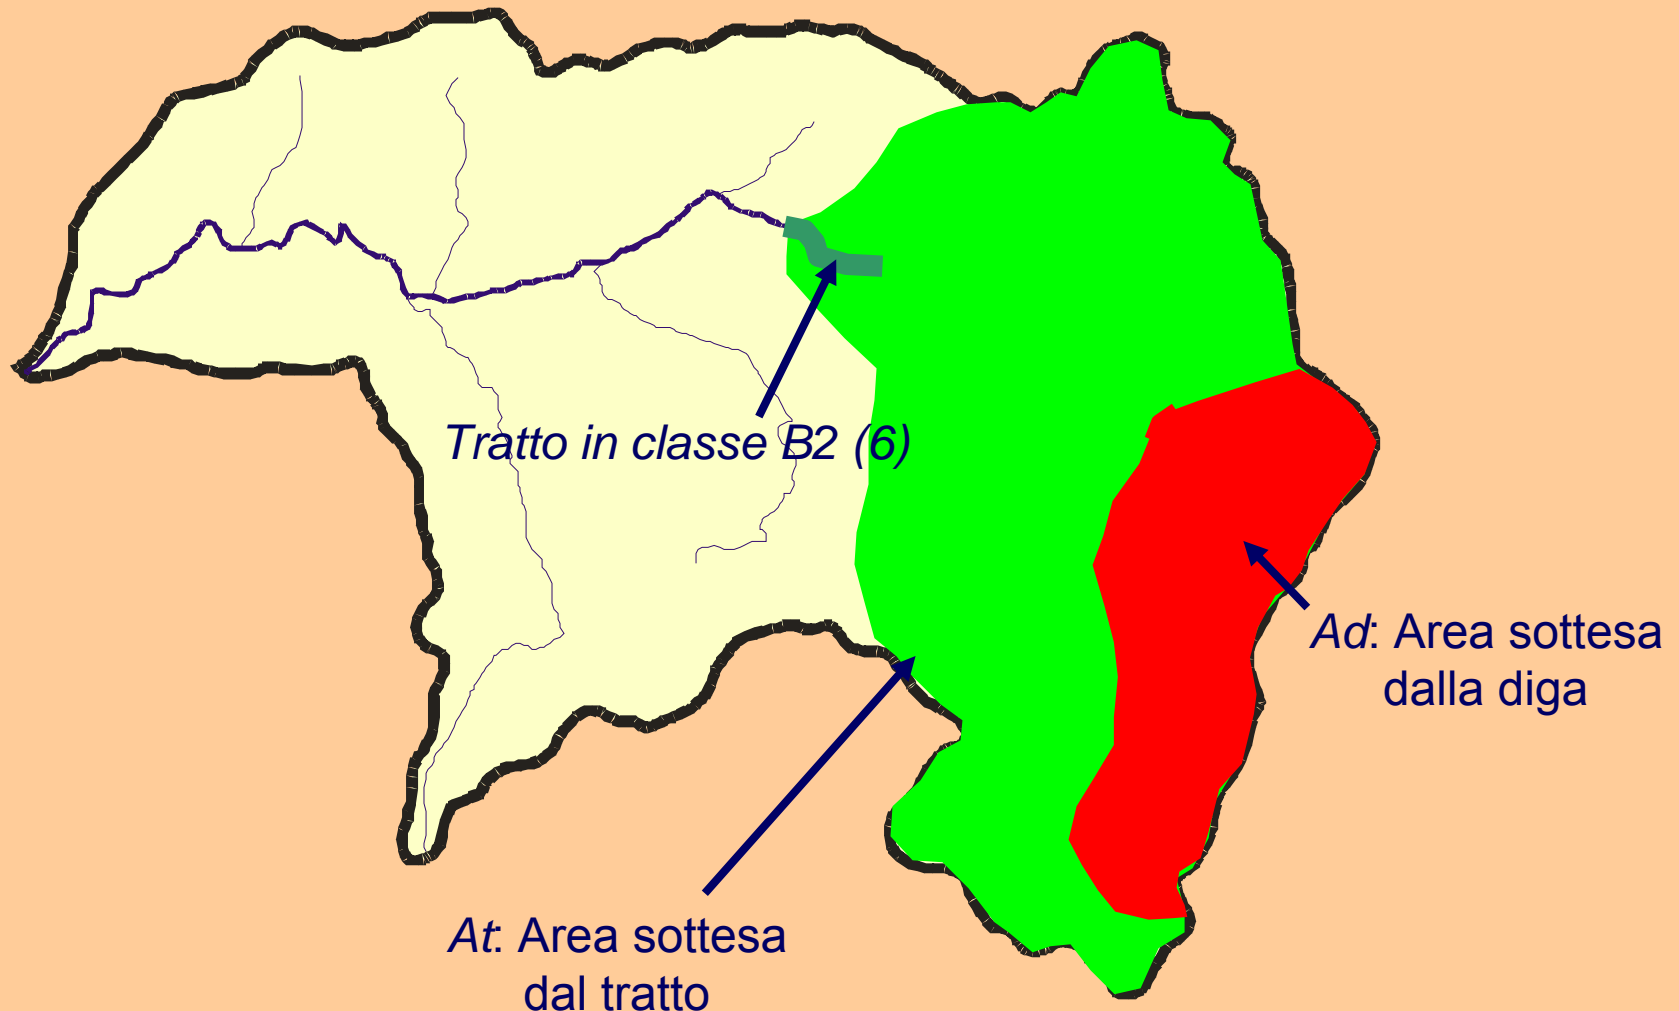 Tratto in classe B2 (6)
Ad: Area sottesa
dalla diga
At: Area sottesa
dal tratto